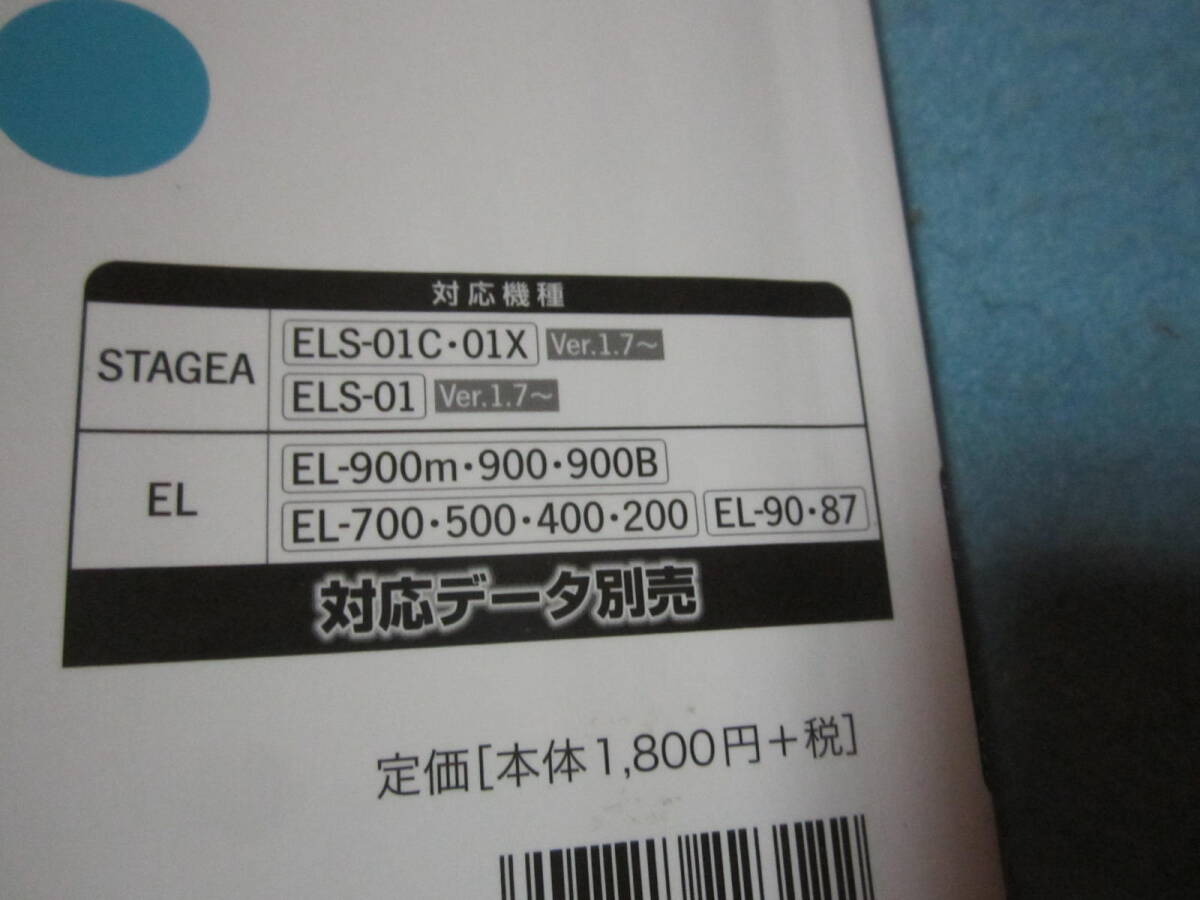 対応機種
STAGEA
ELS-01C・01X Ver.1.7〜
ELS-01 Ver.1.7〜
EL
EL-900m・900・900B
EL-700・500・400・200 EL-90・87
対応データ別売
定価[本体1,800円+税]